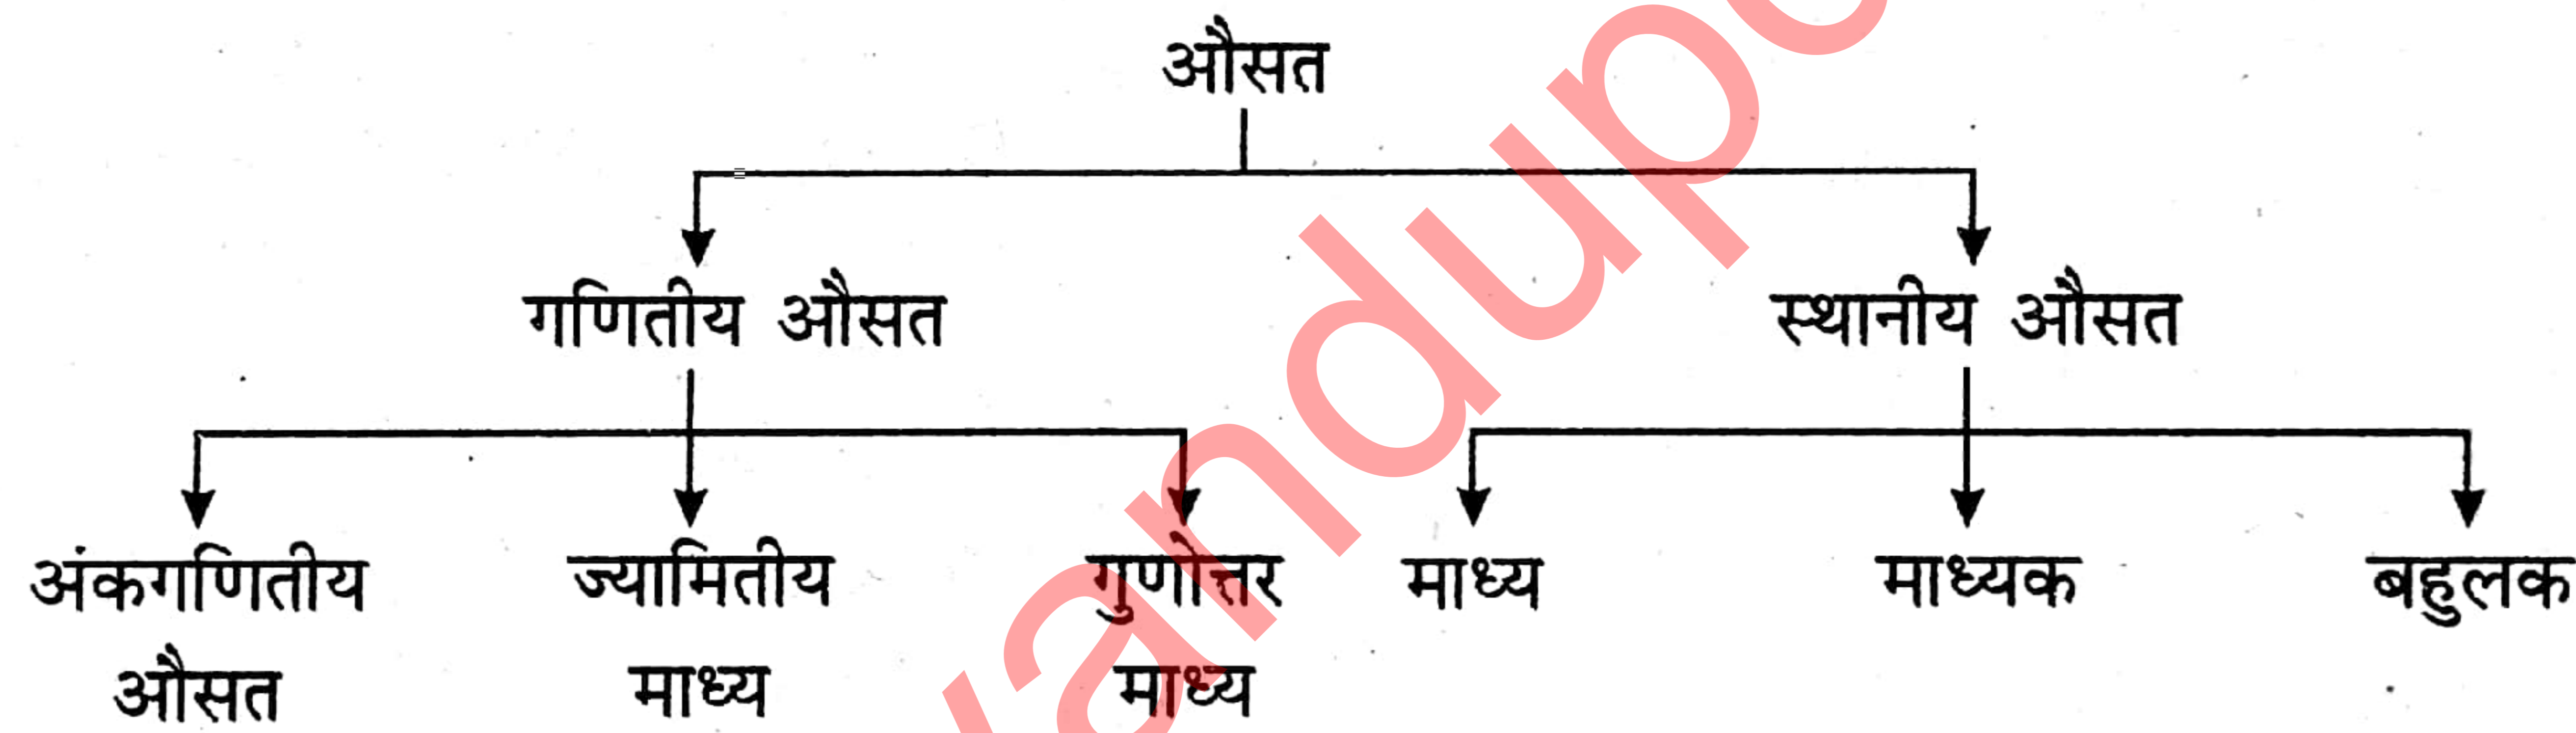 औसत
गणितीय औसत स्थानीय औसत
अंकगणितीय ज्यामितीय गुणोत्तर माध्य माध्यक बहुलक
औसत माध्य माध्य